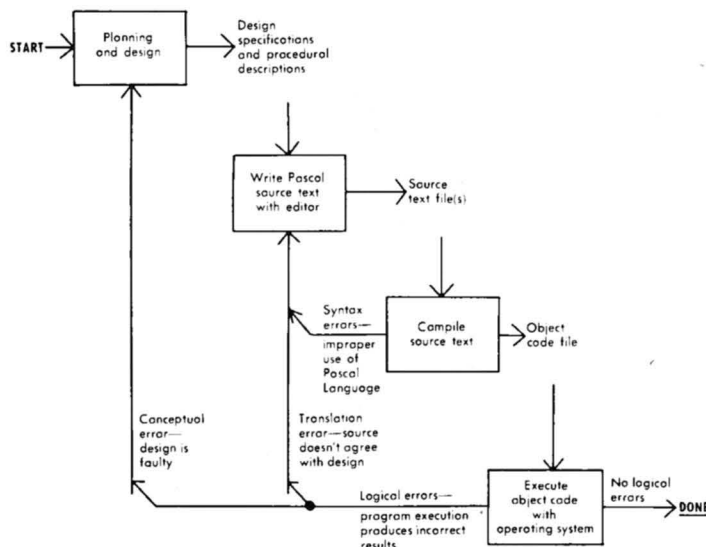 START
Planning
and design
Design
specifications
and procedural
descriptions
Write Pascal
source text
with editor
Source
text file(s)
Syntax
errors—
improper
use of
Pascal
Language
Compile
source text
Object
code file
Conceptual
error—
design is
faulty
Translation
error—source
doesn't agree
with design
Logical errors—
program execution
produces incorrect
results
Execute
object code
with
operating system
No logical
errors
DONE